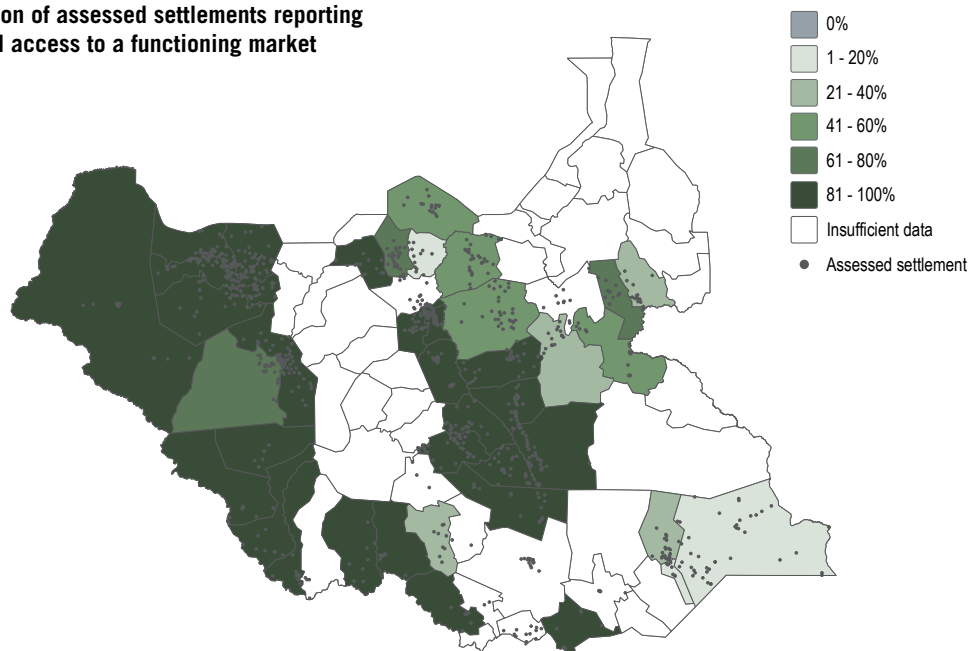 on of assessed settlements reporting
access to a functioning market
0%
1 - 20%
21 - 40%
41 - 60%
61 - 80%
81 - 100%
Insufficient data
Assessed settlement